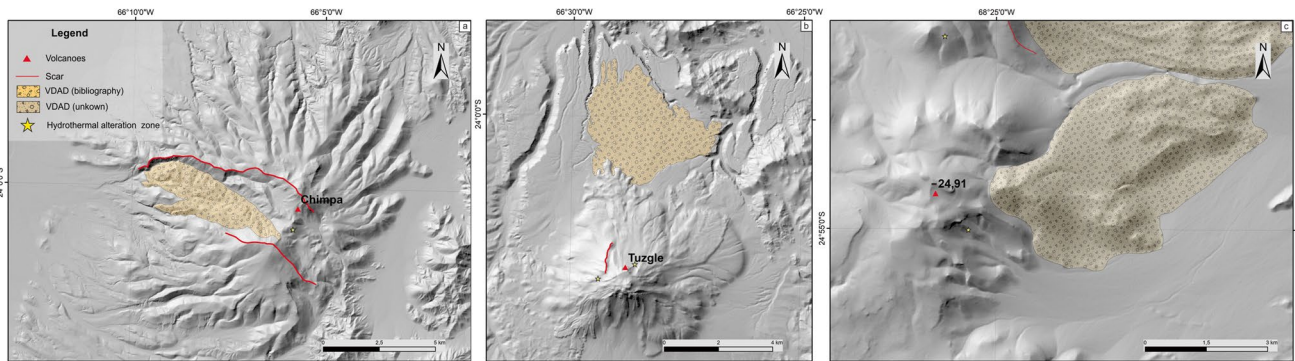 66°10'0"W
66°5'0"W
66°30'0"W
66°25'0"W
68°25'0"W
a
b
c
Legend
Volcanoes
Scar
VDAD (bibliography)
VDAD (unkown)
Hydrothermal alteration zone
N
N
N
24°0'0"S
Chimpa
Tuzgle
-24,91
24°55'0"S
0 2,5 5 km
0 2 4 km
0 1,5 3 km